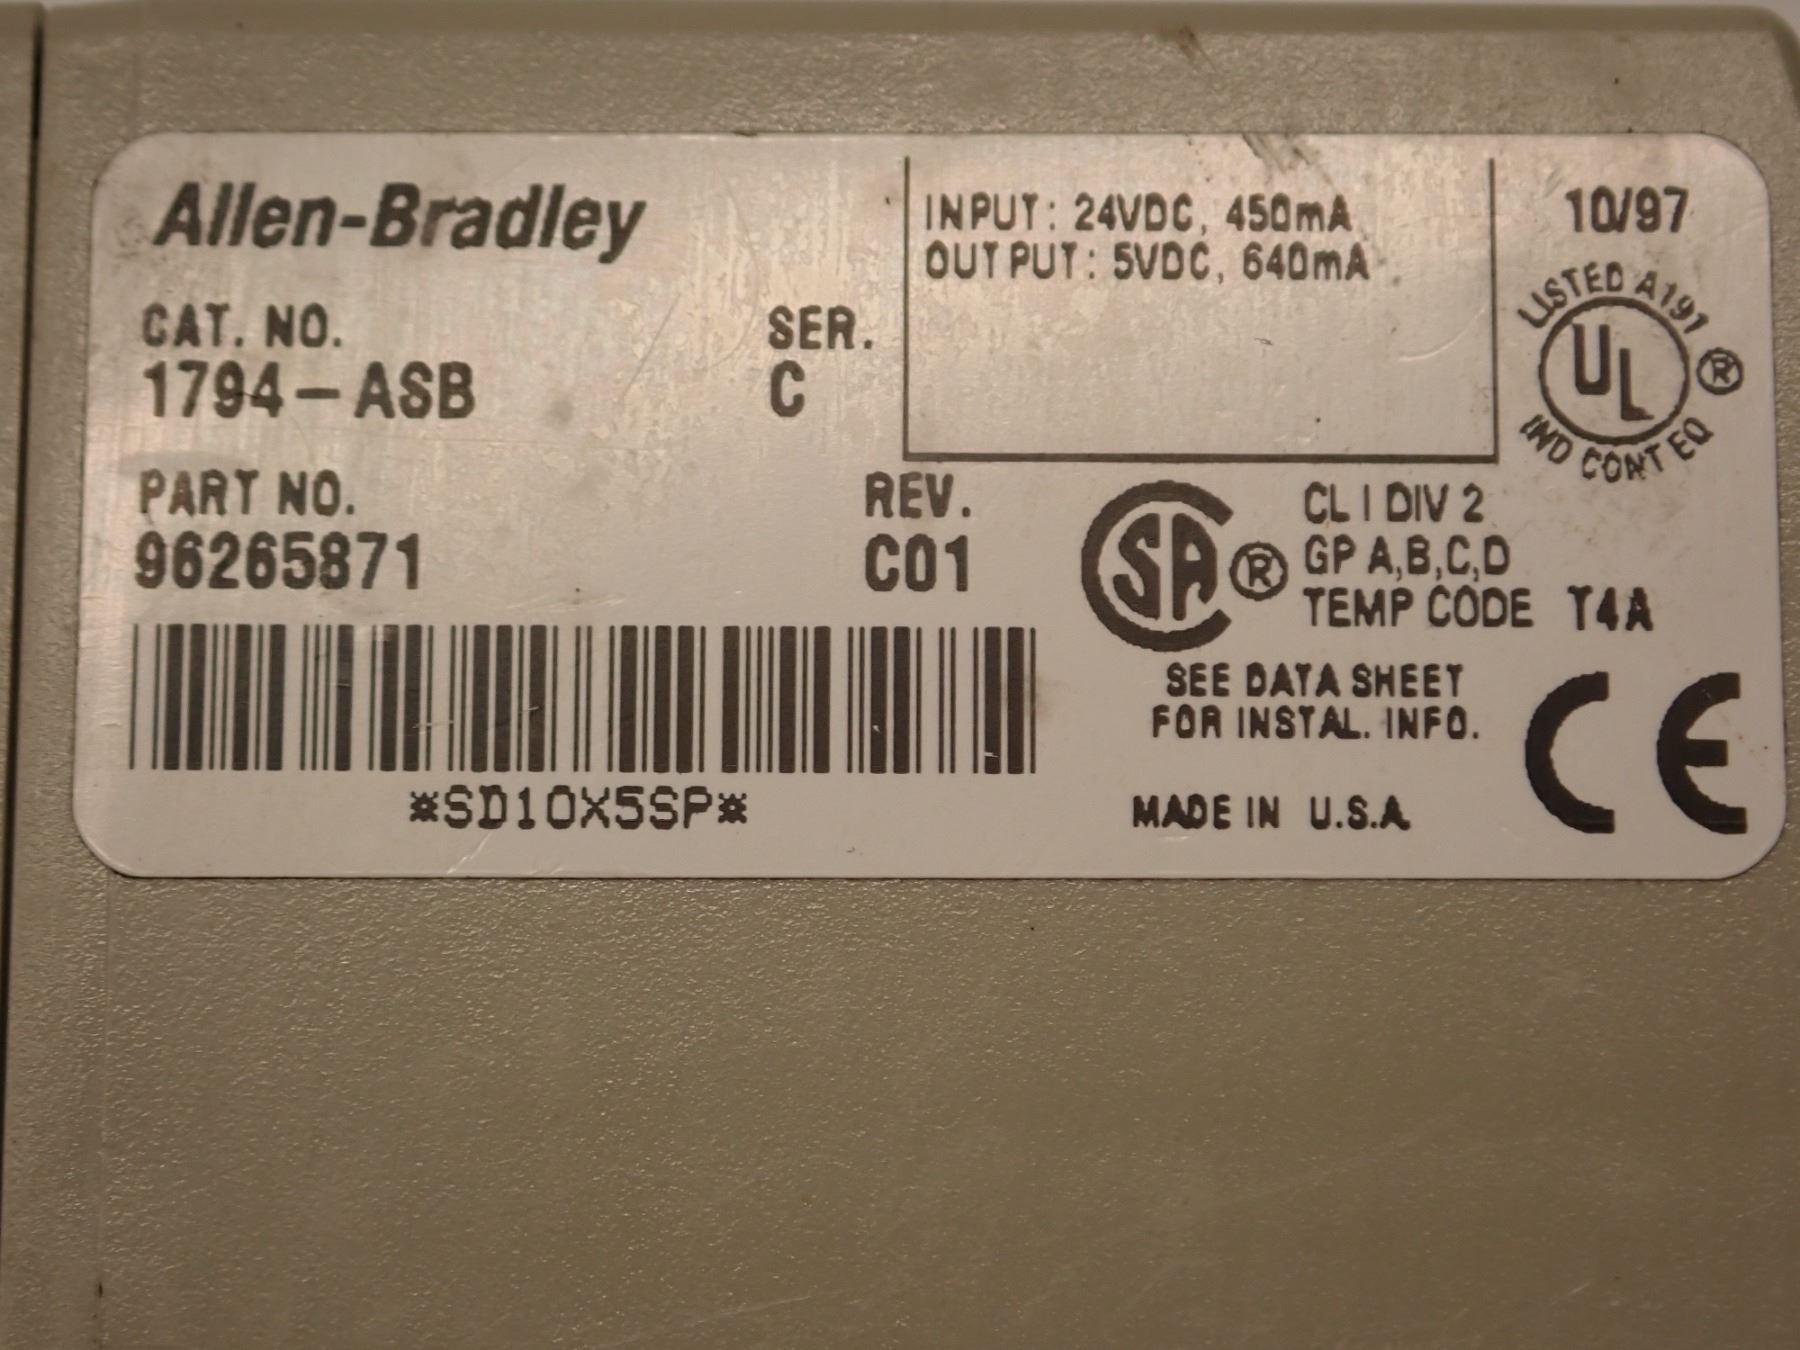 Allen-Bradley
CAT. NO.
SER.
1794-ASB
C
PART NO.
REV.
96265871
C01
*SD10X5SP*
INPUT: 24VDC, 450mA
OUTPUT: 5VDC, 640mA
10/97
LISTED A191
UL ®
IND CONT EQ
SA ®
CL I DIV 2
GP A,B,C,D
TEMP CODE T4A
SEE DATA SHEET
FOR INSTAL. INFO.
MADE IN U.S.A.
CE